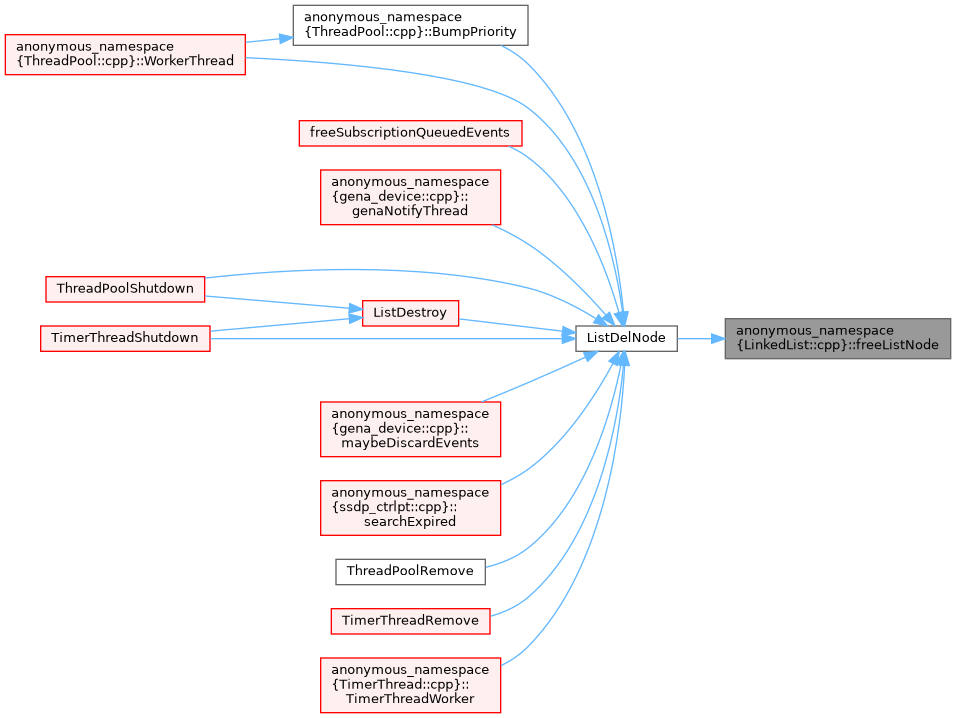 anonymous_namespace
{ThreadPool::cpp}::BumpPriority
anonymous_namespace
{ThreadPool::cpp}::WorkerThread
freeSubscriptionQueuedEvents
anonymous_namespace
{gena_device::cpp}::
genaNotifyThread
ThreadPoolShutdown
ListDestroy
TimerThreadShutdown
ListDelNode
anonymous_namespace
{LinkedList::cpp}::freeListNode
anonymous_namespace
{gena_device::cpp}::
maybeDiscardEvents
anonymous_namespace
{ssdp_ctrlpt::cpp}::
searchExpired
ThreadPoolRemove
TimerThreadRemove
anonymous_namespace
{TimerThread::cpp}::
TimerThreadWorker